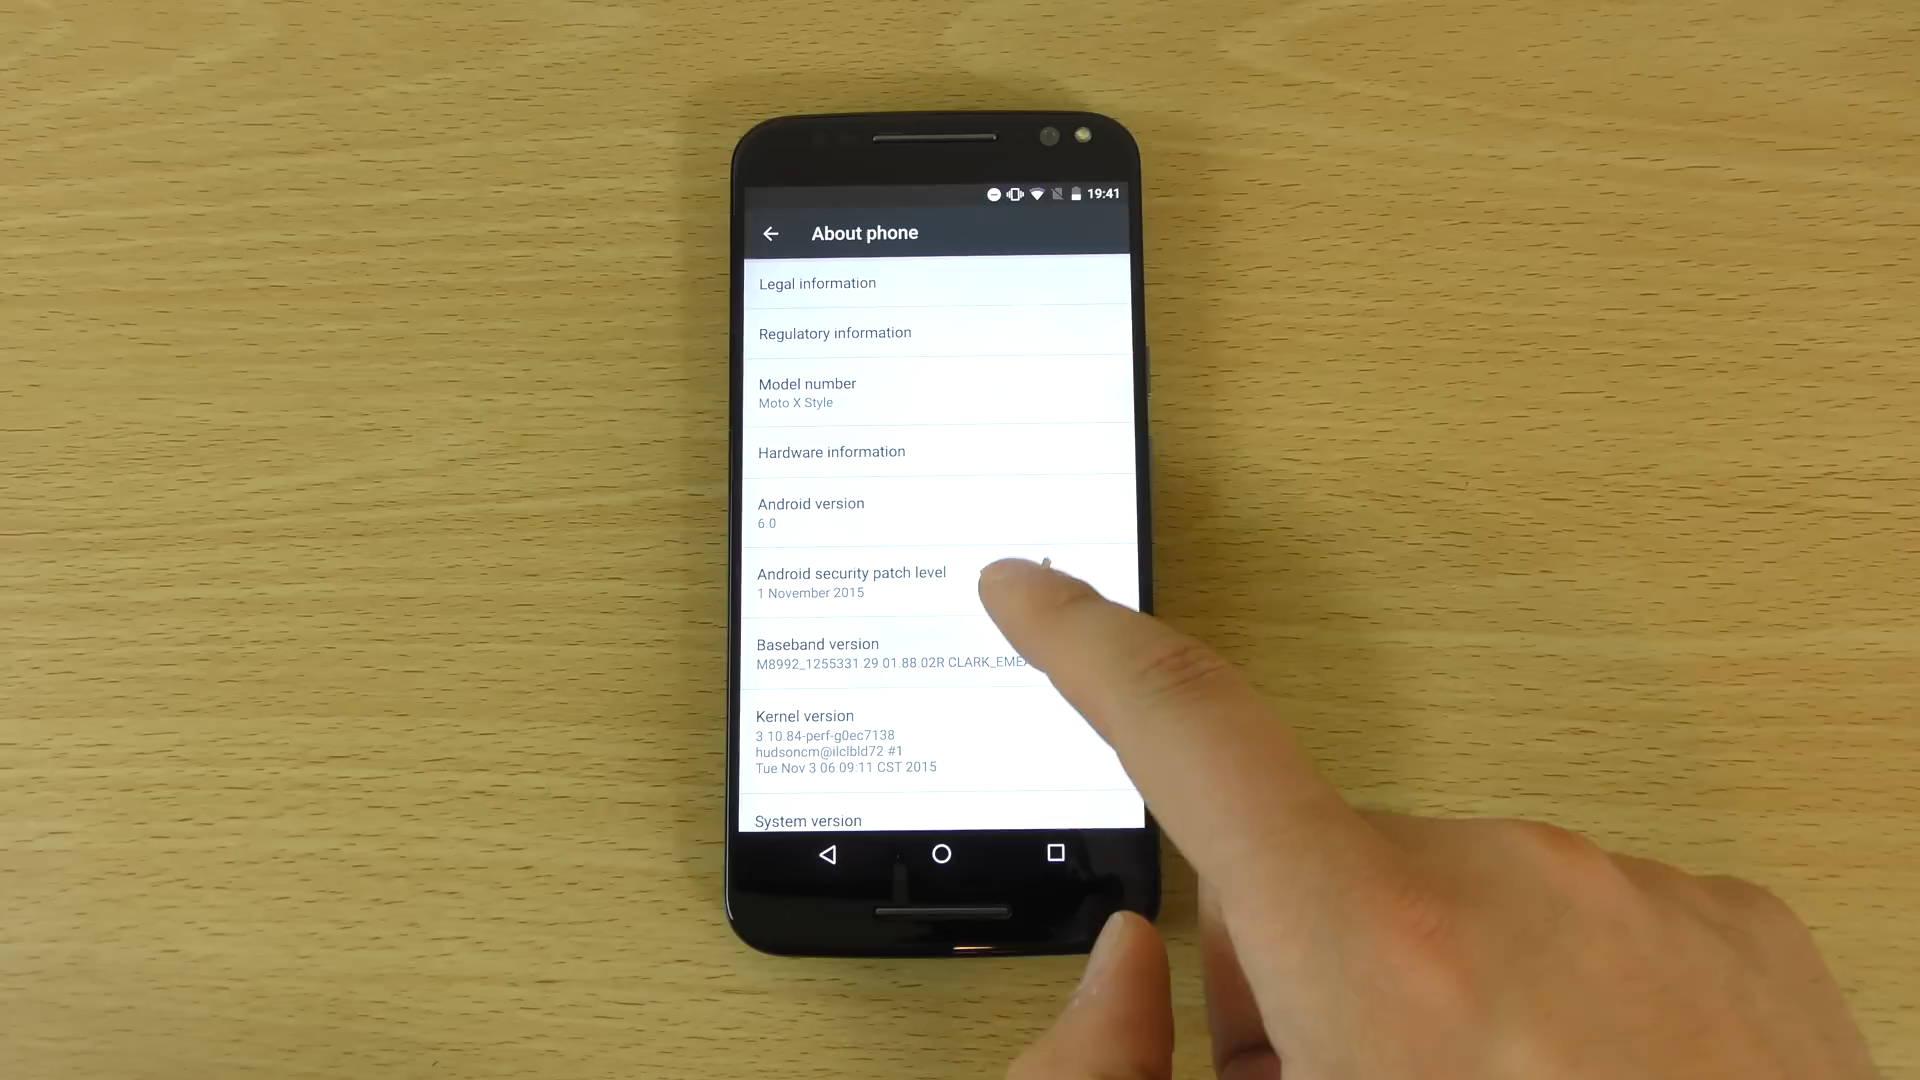 19:41
About phone
Legal information
Regulatory information
Model number
Moto X Style
Hardware information
Android version
6.0
Android security patch level
1 November 2015
Baseband version
M8992_1255331.29.01.88.02R CLARK_EMEA
Kernel version
3.10.84-perf-g0ec7138
hudsoncm@ilclbld72 #1
Tue Nov 3 06:09:11 CST 2015
System version